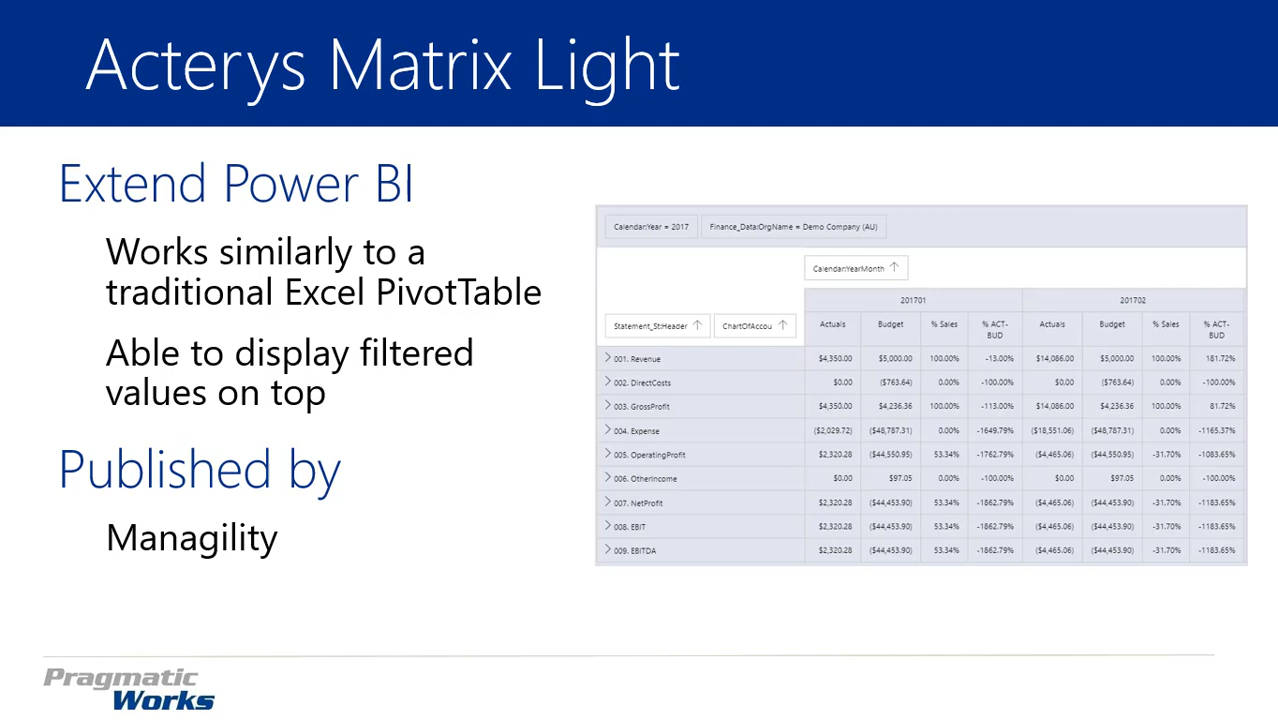 Acterys Matrix Light
Extend Power BI
Works similarly to a
traditional Excel PivotTable
Able to display filtered
values on top
Published by
Managility
Calendar:Year = 2017 Finance_Data:OrgName = Demo Company (AU)
Calendar:YearMonth ↑
201701 201702
Statement_St:Header ↑ ChartOfAccou ↑ Actuals Budget % Sales % ACT-BUD Actuals Budget % Sales % ACT-BUD
001. Revenue $4,350.00 $5,000.00 100.00% -13.00% $14,086.00 $5,000.00 100.00% 181.72%
002. DirectCosts $0.00 ($763.64) 0.00% -100.00% $0.00 ($763.64) 0.00% -100.00%
003. GrossProfit $4,350.00 $4,236.36 100.00% -113.00% $14,086.00 $4,236.36 100.00% 81.72%
004. Expense ($2,029.72) ($48,787.31) 0.00% -1649.79% ($18,551.06) ($48,787.31) 0.00% -1165.37%
005. OperatingProfit $2,320.28 ($44,550.95) 53.34% -1762.79% ($4,465.06) ($44,550.95) -31.70% -1083.65%
006. OtherIncome $0.00 $97.05 0.00% -100.00% $0.00 $97.05 0.00% -100.00%
007. NetProfit $2,320.28 ($44,453.90) 53.34% -1862.79% ($4,465.06) ($44,453.90) -31.70% -1183.65%
008. EBIT $2,320.28 ($44,453.90) 53.34% -1862.79% ($4,465.06) ($44,453.90) -31.70% -1183.65%
009. EBITDA $2,320.28 ($44,453.90) 53.34% -1862.79% ($4,465.06) ($44,453.90) -31.70% -1183.65%
Pragmatic
Works